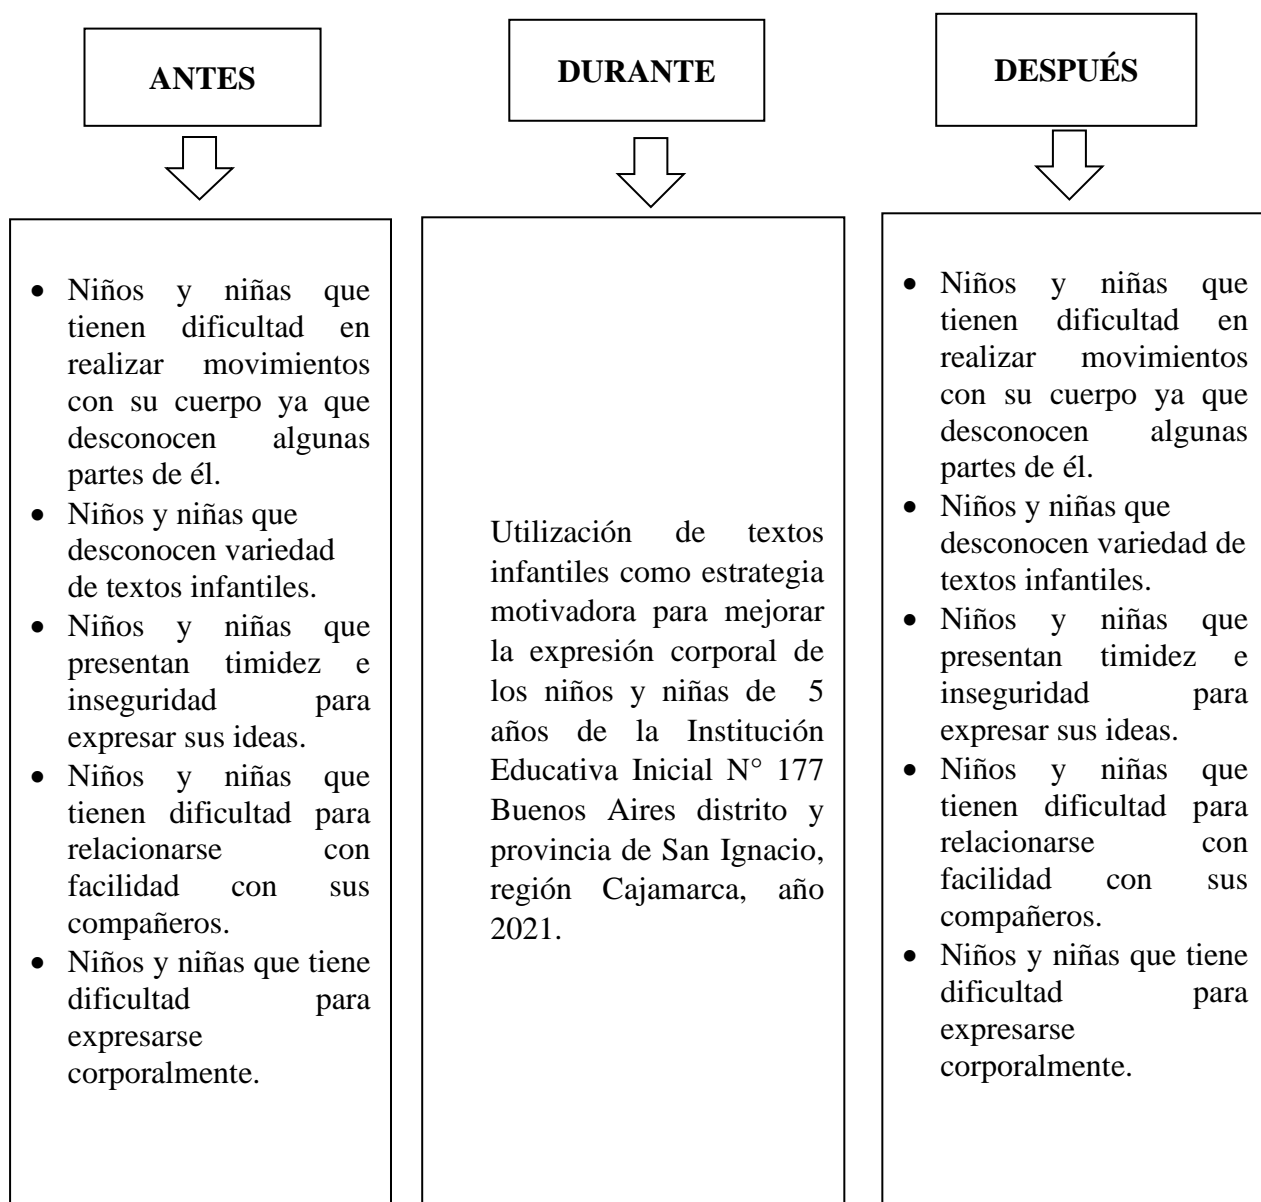 ANTES
Niños y niñas que
tienen dificultad en
realizar movimientos
con su cuerpo ya que
desconocen algunas
partes de él.
Niños y niñas que
desconocen variedad
de textos infantiles.
Niños y niñas que
presentan timidez e
inseguridad para
expresar sus ideas.
Niños y niñas que
tienen dificultad para
relacionarse con
facilidad con sus
compañeros.
Niños y niñas que tiene
dificultad para
expresarse
corporalmente.
DURANTE
Utilización de textos
infantiles como estrategia
motivadora para mejorar
la expresión corporal de
los niños y niñas de 5
años de la Institución
Educativa Inicial N° 177
Buenos Aires distrito y
provincia de San Ignacio,
región Cajamarca, año
2021.
DESPUÉS
Niños y niñas que
tienen dificultad en
realizar movimientos
con su cuerpo ya que
desconocen algunas
partes de él.
Niños y niñas que
desconocen variedad de
textos infantiles.
Niños y niñas que
presentan timidez e
inseguridad para
expresar sus ideas.
Niños y niñas que
tienen dificultad para
relacionarse con
facilidad con sus
compañeros.
Niños y niñas que tiene
dificultad para
expresarse
corporalmente.